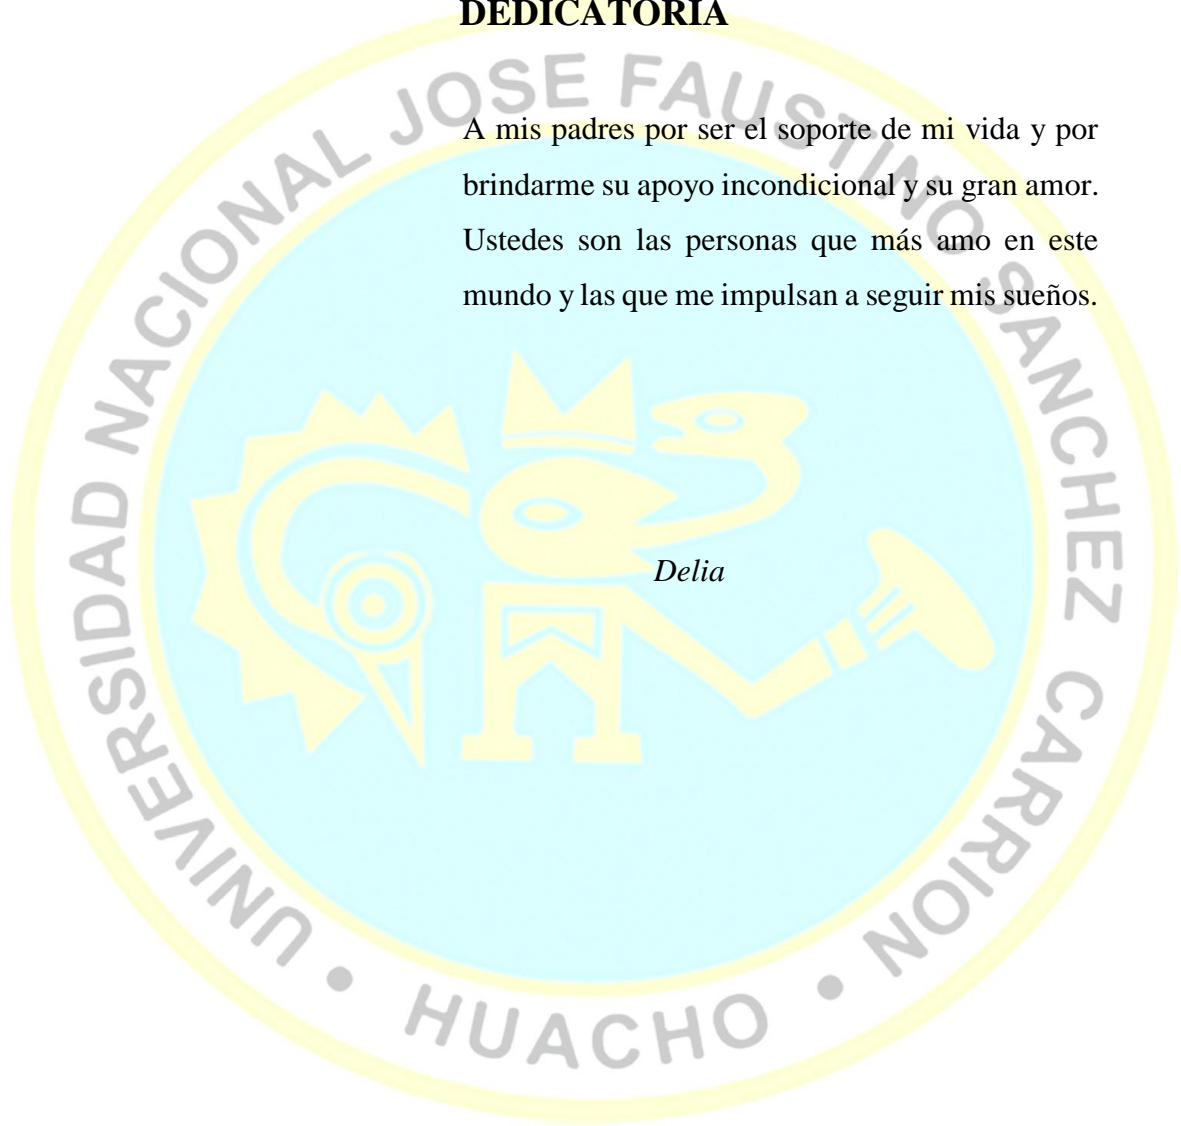 DEDICATORIA
A mis padres por ser el soporte de mi vida y por
brindarme su apoyo incondicional y su gran amor.
Ustedes son las personas que más amo en este
mundo y las que me impulsan a seguir mis sueños.
Delia
UNIVERSIDAD NACIONAL JOSE FAUSTINO SANCHEZ CARRION
• HUACHO •